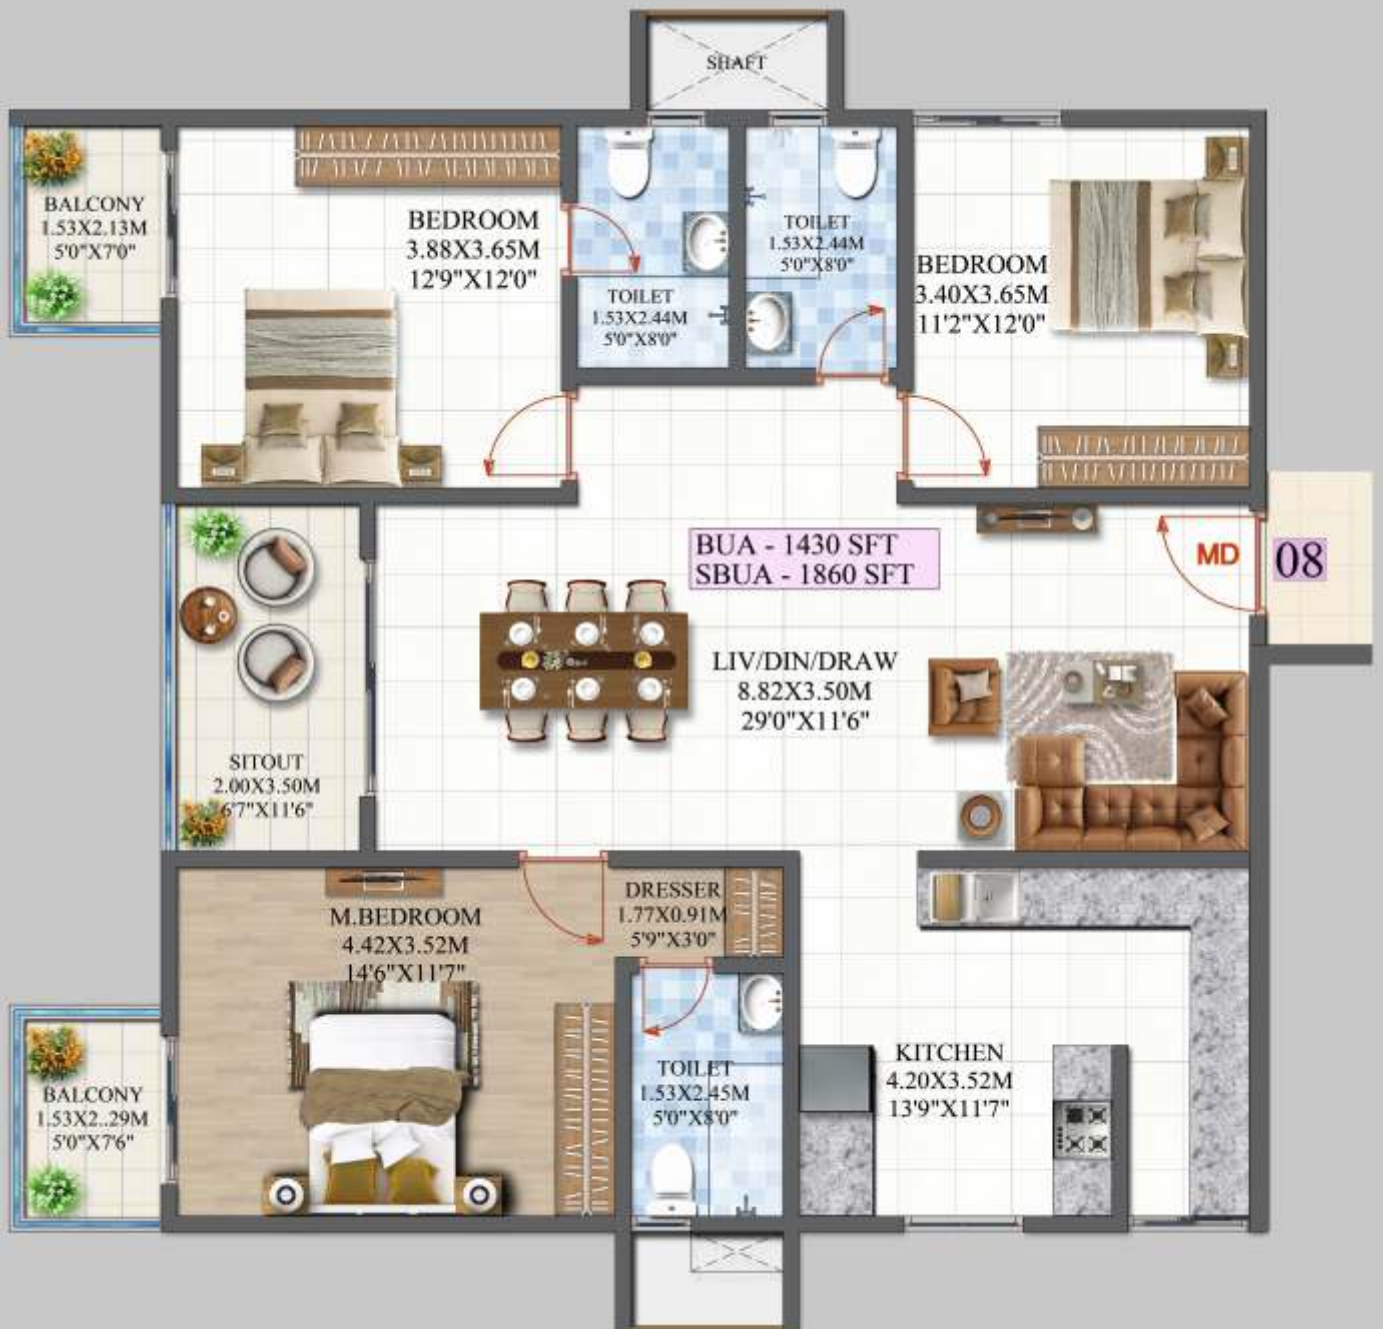 SHAFT
BALCONY
1.53X2.13M
5'0"X7'0"
BEDROOM
3.88X3.65M
12'9"X12'0"
TOILET
1.53X2.44M
5'0"X8'0"
TOILET
1.53X2.44M
5'0"X8'0"
BEDROOM
3.40X3.65M
11'2"X12'0"
BUA - 1430 SFT
SBUA - 1860 SFT
MD
08
LIV/DIN/DRAW
8.82X3.50M
29'0"X11'6"
SITOUT
2.00X3.50M
6'7"X11'6"
M.BEDROOM
4.42X3.52M
14'6"X11'7"
DRESSER
1.77X0.91M
5'9"X3'0"
BALCONY
1.53X2..29M
5'0"X7'6"
TOILET
1.53X2.45M
5'0"X8'0"
KITCHEN
4.20X3.52M
13'9"X11'7"